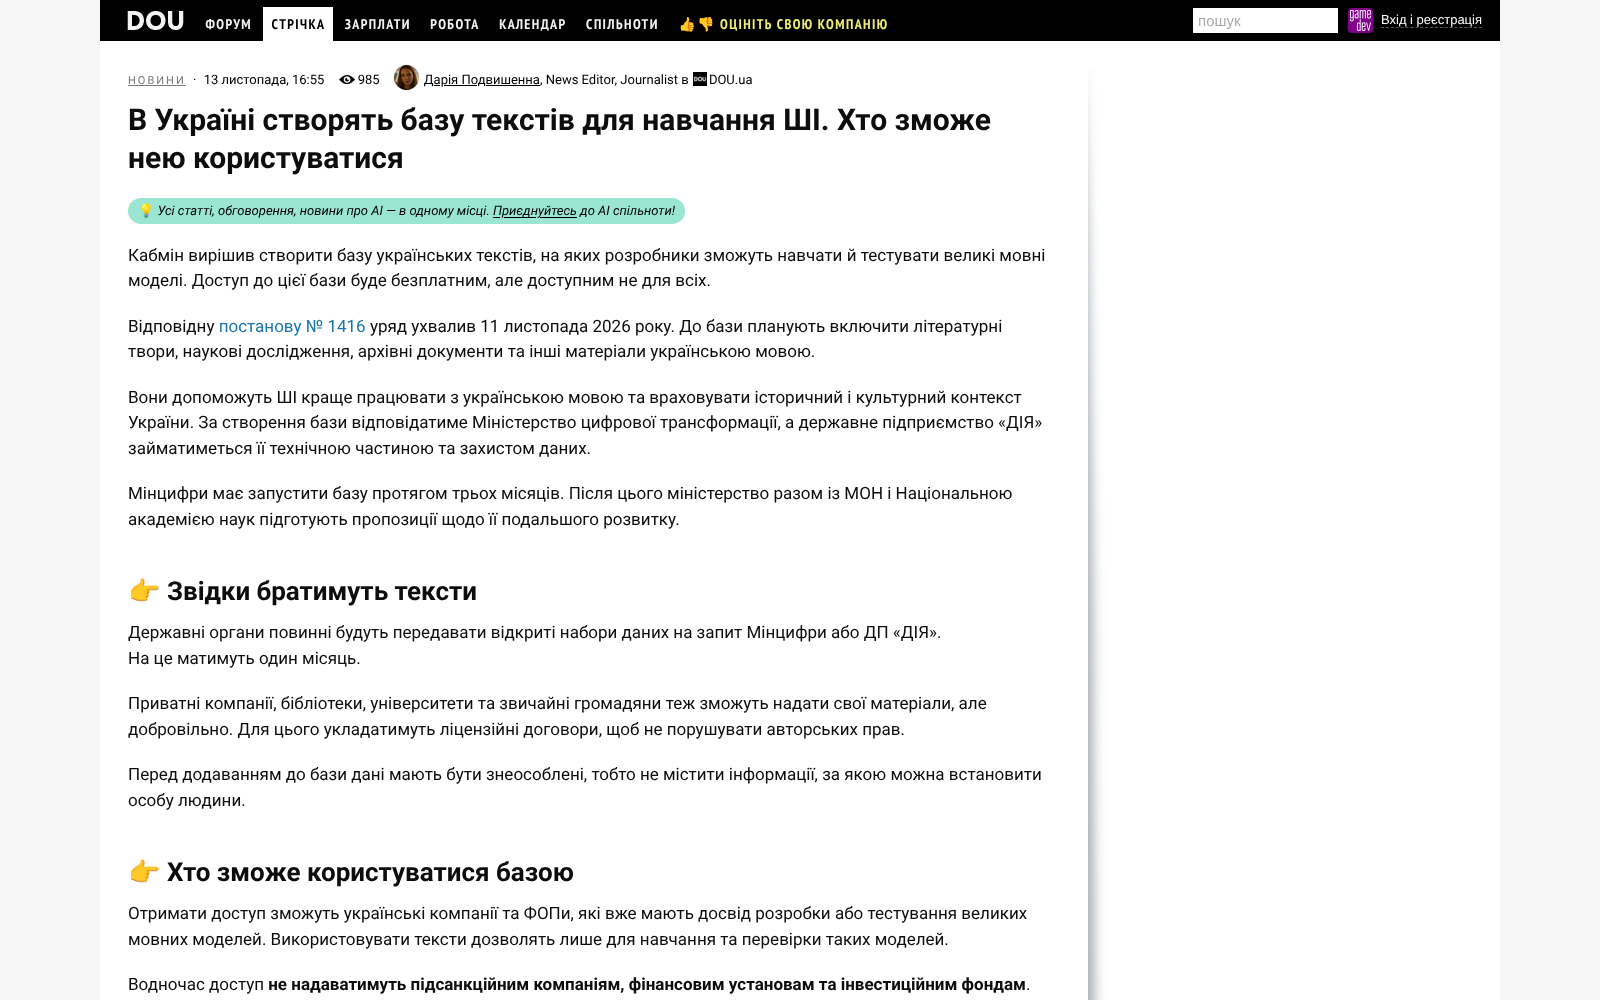 DOU ФОРУМ СТРІЧКА ЗАРПЛАТИ РОБОТА КАЛЕНДАР СПІЛЬНОТИ 👍👎 ОЦІНІТЬ СВОЮ КОМПАНІЮ пошук game dev Вхід і реєстрація
НОВИНИ · 13 листопада, 16:55 985 Дарія Подвишенна, News Editor, Journalist в DOU DOU.ua
В Україні створять базу текстів для навчання ШІ. Хто зможе
нею користуватися
💡 Усі статті, обговорення, новини про AI — в одному місці. Приєднуйтесь до AI спільноти!
Кабмін вирішив створити базу українських текстів, на яких розробники зможуть навчати й тестувати великі мовні
моделі. Доступ до цієї бази буде безплатним, але доступним не для всіх.
Відповідну постанову № 1416 уряд ухвалив 11 листопада 2026 року. До бази планують включити літературні
твори, наукові дослідження, архівні документи та інші матеріали українською мовою.
Вони допоможуть ШІ краще працювати з українською мовою та враховувати історичний і культурний контекст
України. За створення бази відповідатиме Міністерство цифрової трансформації, а державне підприємство «ДІЯ»
займатиметься її технічною частиною та захистом даних.
Мінцифри має запустити базу протягом трьох місяців. Після цього міністерство разом із МОН і Національною
академією наук підготують пропозиції щодо її подальшого розвитку.
👉 Звідки братимуть тексти
Державні органи повинні будуть передавати відкриті набори даних на запит Мінцифри або ДП «ДІЯ».
На це матимуть один місяць.
Приватні компанії, бібліотеки, університети та звичайні громадяни теж зможуть надати свої матеріали, але
добровільно. Для цього укладатимуть ліцензійні договори, щоб не порушувати авторських прав.
Перед додаванням до бази дані мають бути знеособлені, тобто не містити інформації, за якою можна встановити
особу людини.
👉 Хто зможе користуватися базою
Отримати доступ зможуть українські компанії та ФОПи, які вже мають досвід розробки або тестування великих
мовних моделей. Використовувати тексти дозволять лише для навчання та перевірки таких моделей.
Водночас доступ не надаватимуть підсанкційним компаніям, фінансовим установам та інвестиційним фондам.